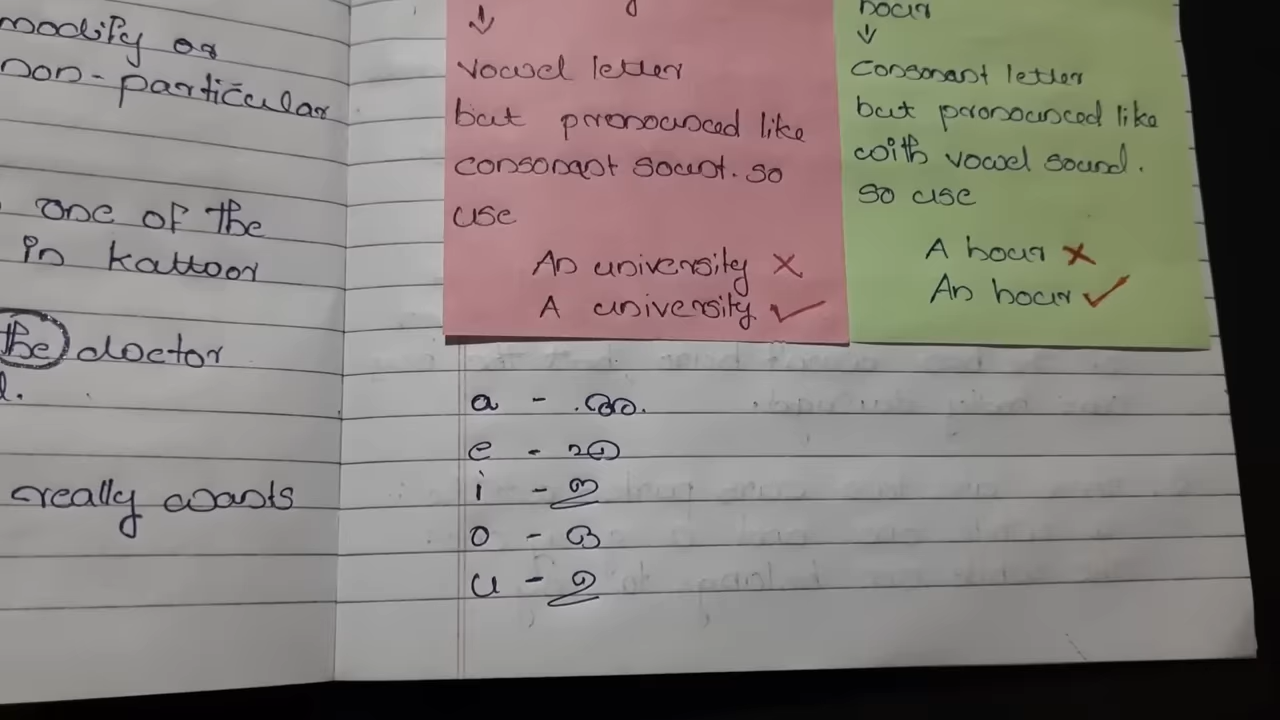 modify or
non-particular
one of the
in kattoor
the doctor
really wants
↓
vowel letter
but pronounced like
consonant sount. so
use
An university ✗
A university ✓
hour
↓
consonant letter
but pronounced like
with vowel sound.
so use
A hour ✗
An hour ✓
a - അ.
e - എ
i - ഇ
o - ഒ
u - ഉ